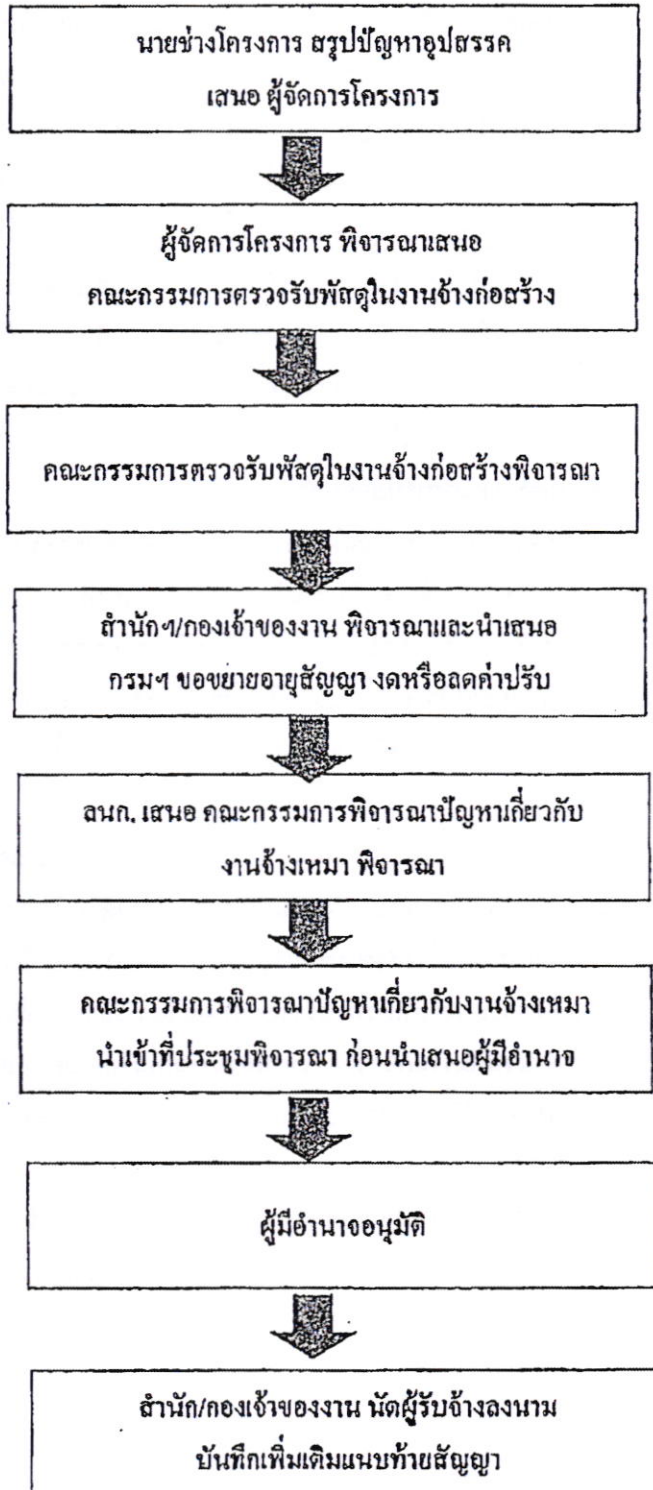 นายช่างโครงการ สรุปปัญหาอุปสรรค
เสนอ ผู้จัดการโครงการ
ผู้จัดการโครงการ พิจารณาเสนอ
คณะกรรมการตรวจรับพัสดุในงานจ้างก่อสร้าง
คณะกรรมการตรวจรับพัสดุในงานจ้างก่อสร้างพิจารณา
สำนักฯ/กองเจ้าของงาน พิจารณาและนำเสนอ
กรมฯ ขอขยายอายุสัญญา งดหรือลดค่าปรับ
ลนก. เสนอ คณะกรรมการพิจารณาปัญหาเกี่ยวกับ
งานจ้างเหมา พิจารณา
คณะกรรมการพิจารณาปัญหาเกี่ยวกับงานจ้างเหมา
นำเข้าที่ประชุมพิจารณา ก่อนนำเสนอผู้มีอำนาจ
ผู้มีอำนาจอนุมัติ
สำนัก/กองเจ้าของงาน นัดผู้รับจ้างลงนาม
บันทึกเพิ่มเติมแนบท้ายสัญญา